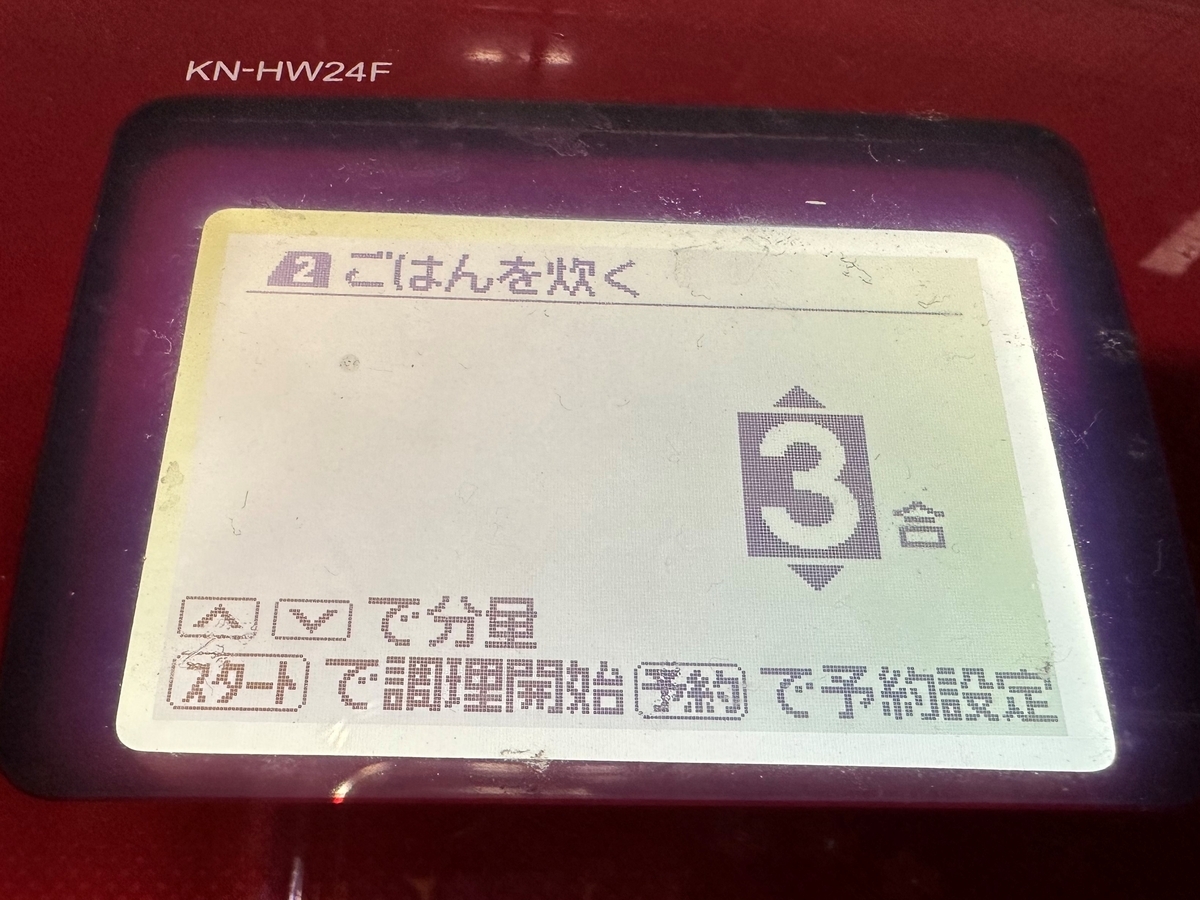 KN-HW24F
2 ごはんを炊く
3 合
∧ ∨ で分量
スタート で調理開始 予約 で予約設定